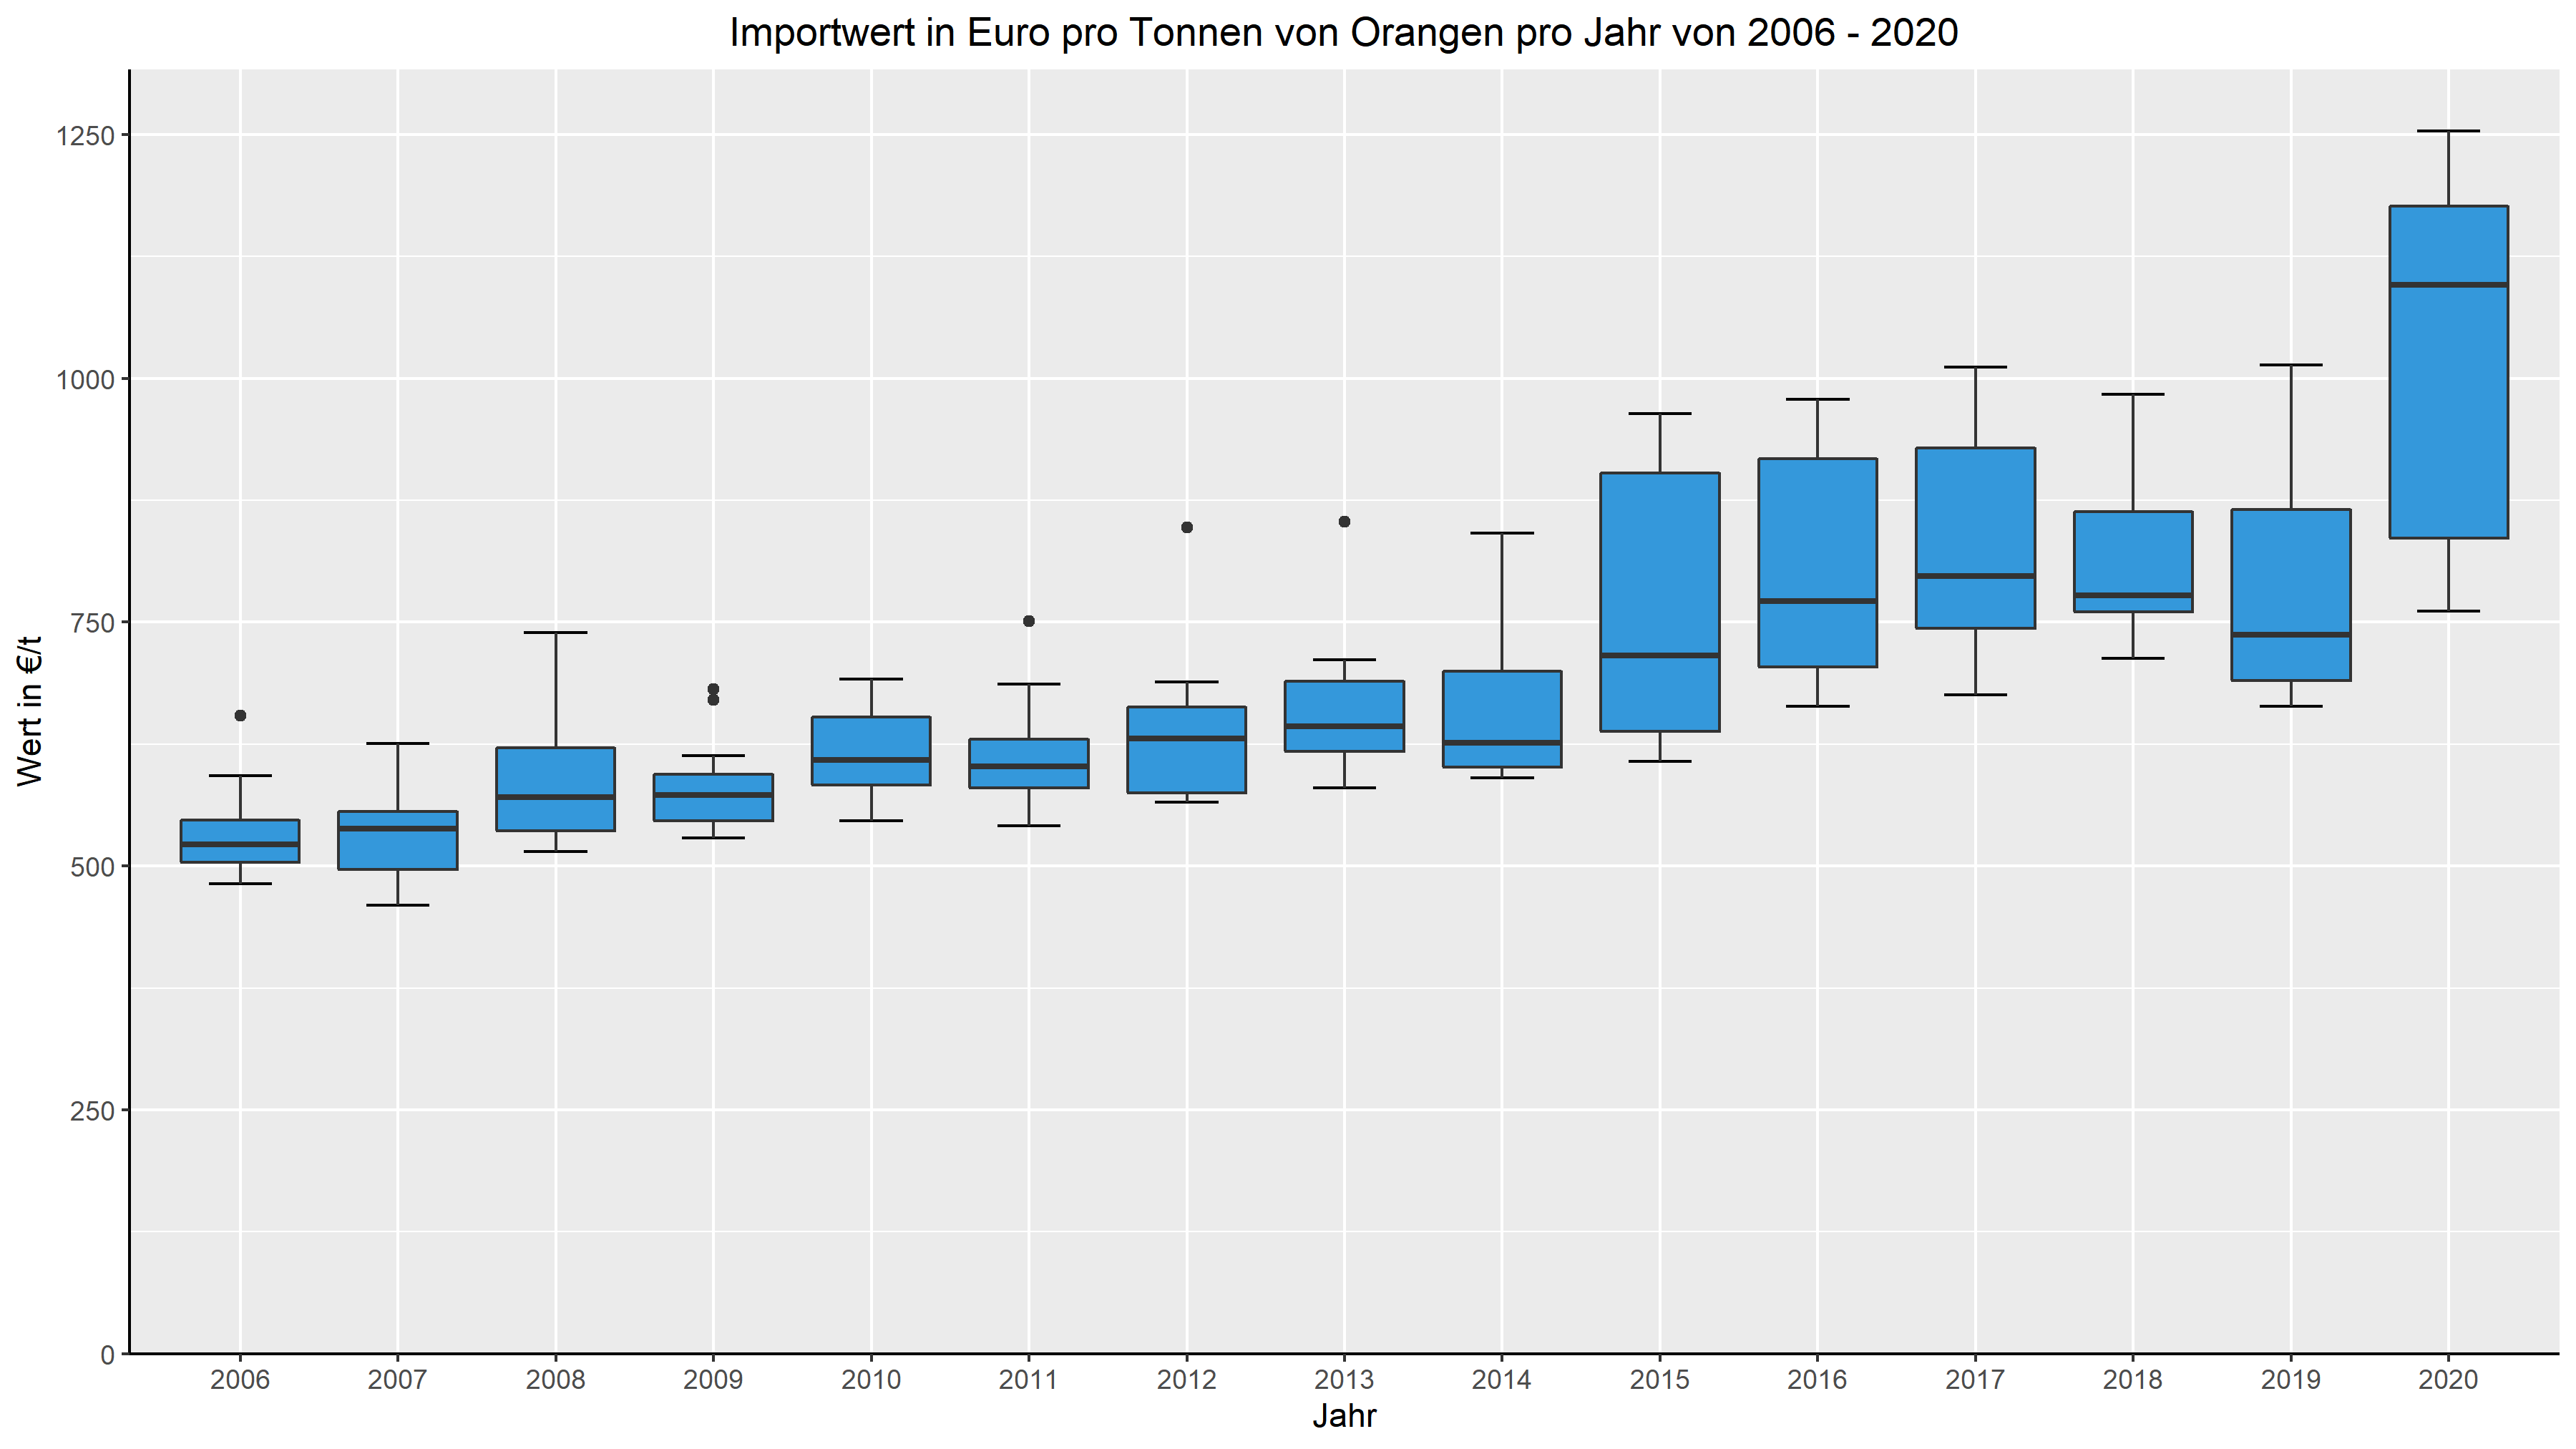 Importwert in Euro pro Tonnen von Orangen pro Jahr von 2006 - 2020
Wert in €/t
1250
1000
750
500
250
0
2006 2007 2008 2009 2010 2011 2012 2013 2014 2015 2016 2017 2018 2019 2020
Jahr